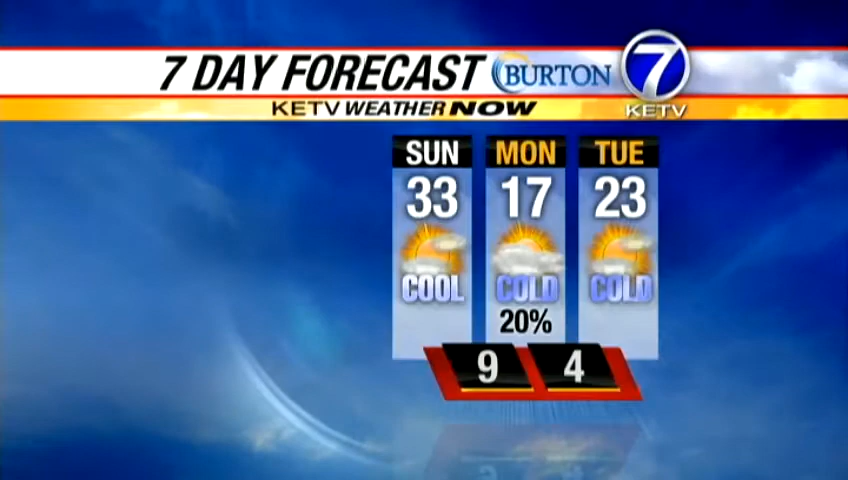 7 DAY FORECAST BURTON 7
KETV WEATHER NOW KETV
SUN MON TUE
33 17 23
COOL COLD COLD
20%
9 4